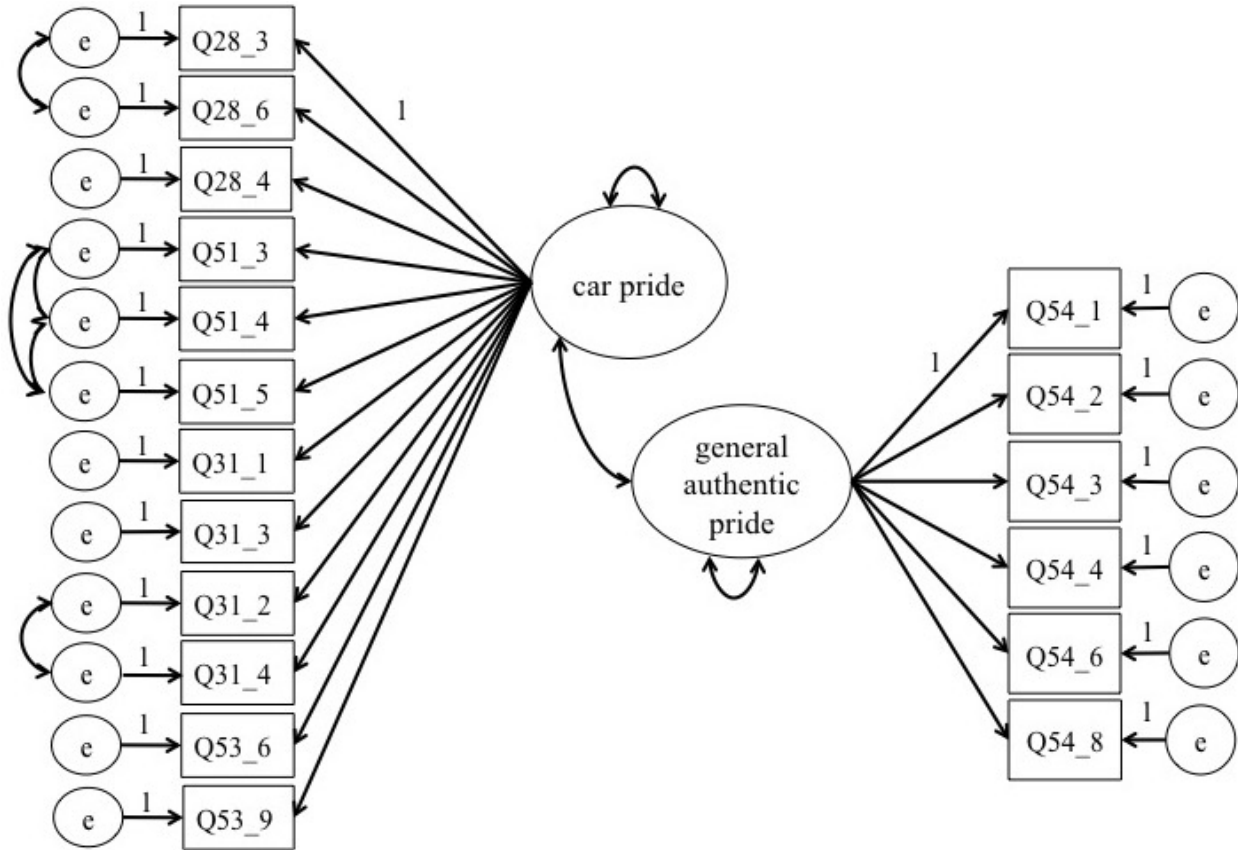 e 1 Q28_3
e 1 Q28_6
1
e 1 Q28_4
e 1 Q51_3
e 1 Q51_4
e 1 Q51_5
e 1 Q31_1
e 1 Q31_3
e 1 Q31_2
e 1 Q31_4
e 1 Q53_6
e 1 Q53_9
car pride
general
authentic
pride
1
Q54_1 1 e
Q54_2 1 e
Q54_3 1 e
Q54_4 1 e
Q54_6 1 e
Q54_8 1 e